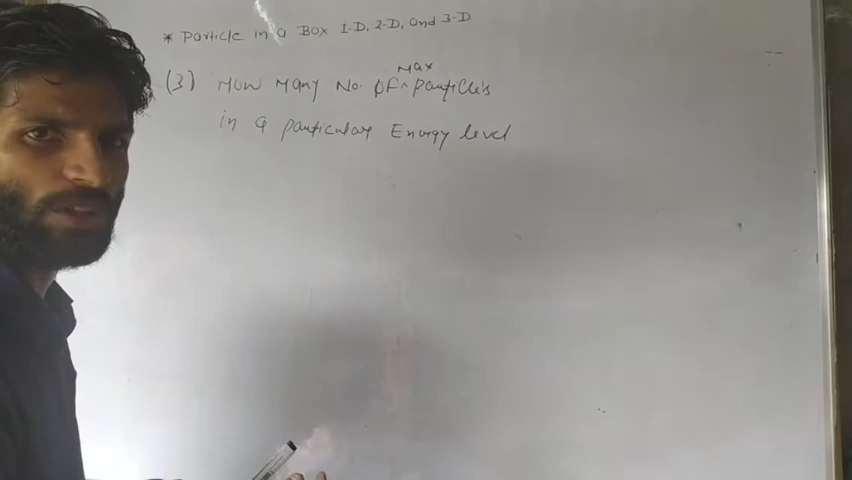 * Particle in a Box 1-D, 2-D, and 3-D
Max
(3) How Many No. of ^ particles
in a particular Energy level